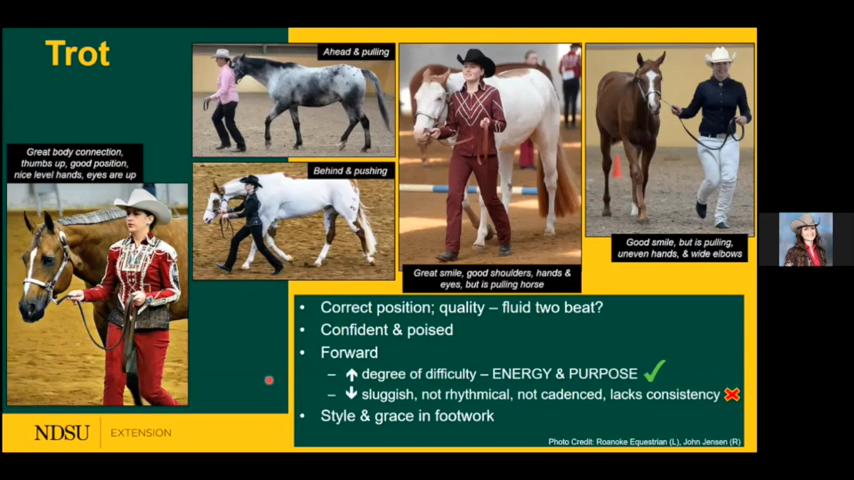 Trot
Ahead & pulling
Great body connection,
thumbs up, good position,
nice level hands, eyes are up
Behind & pushing
Great smile, good shoulders, hands &
eyes, but is pulling horse
Good smile, but is pulling,
uneven hands, & wide elbows
• Correct position; quality – fluid two beat?
• Confident & poised
• Forward
– ↑ degree of difficulty – ENERGY & PURPOSE ✓
– ↓ sluggish, not rhythmical, not cadenced, lacks consistency ✗
• Style & grace in footwork
NDSU | EXTENSION
Photo Credit: Roanoke Equestrian (L), John Jensen (R)